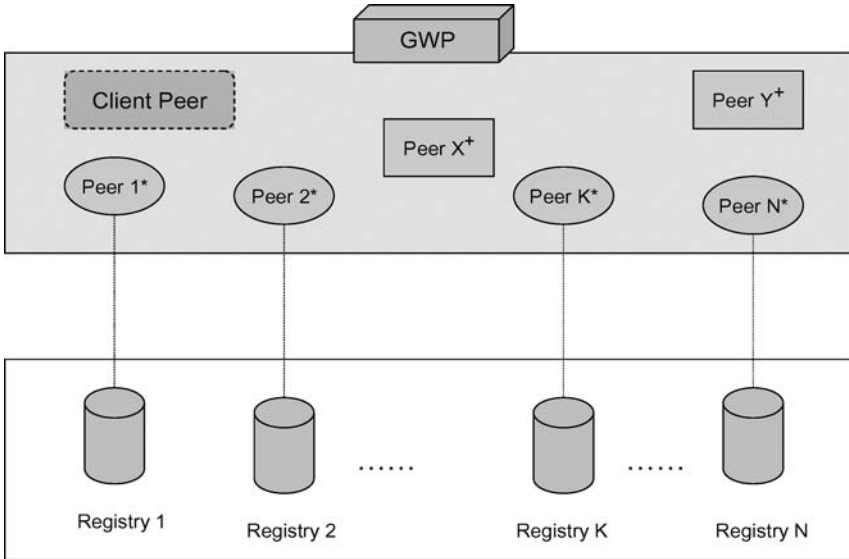 GWP
Client Peer
Peer Y+
Peer X+
Peer 1*
Peer 2*
Peer K*
Peer N*
......
......
Registry 1
Registry 2
Registry K
Registry N